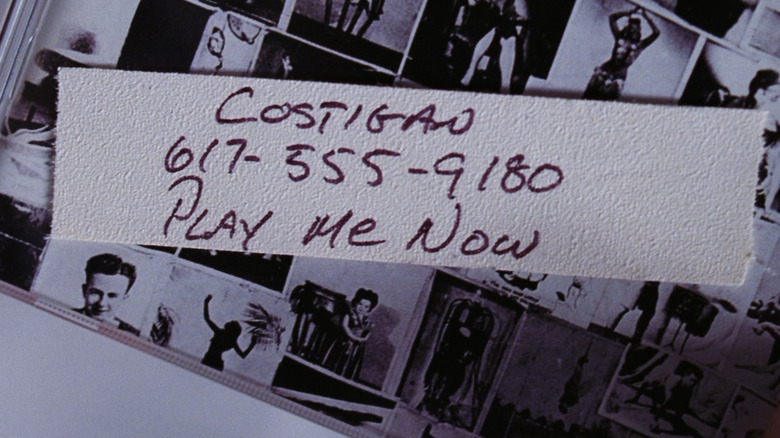 COSTIGAN
617-555-9180
PLAY Me NOW